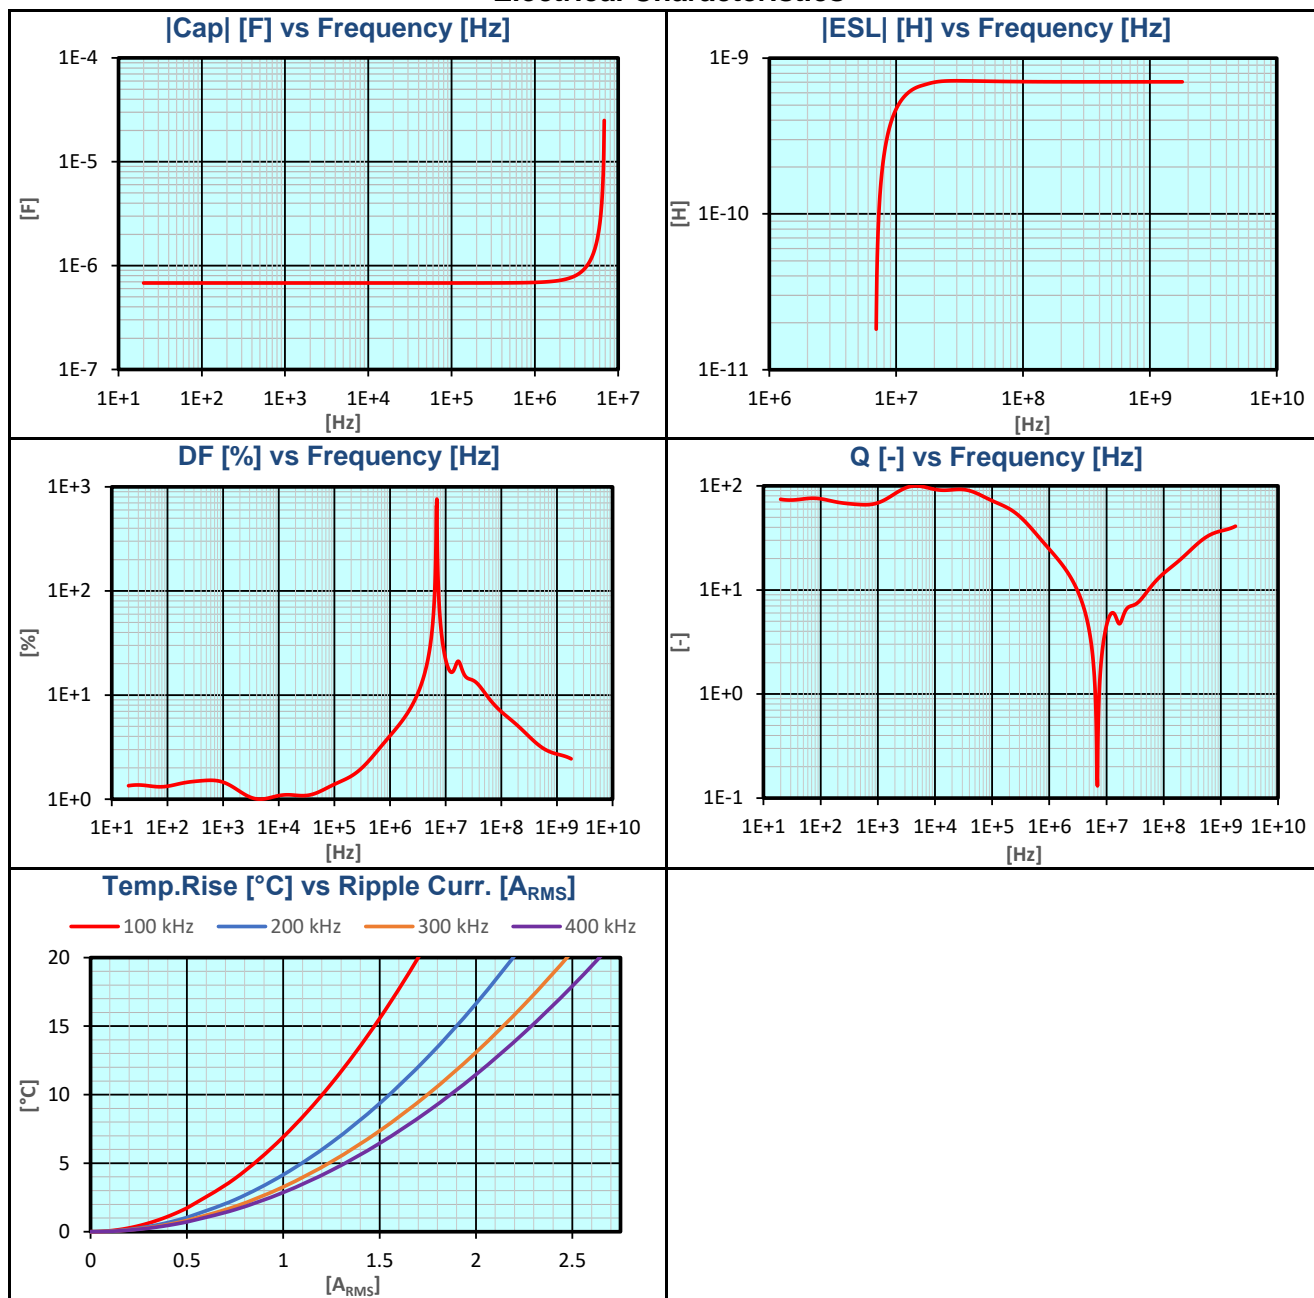 |Cap| [F] vs Frequency [Hz]
1E-4
1E-5
1E-6
1E-7
[F]
1E+1 1E+2 1E+3 1E+4 1E+5 1E+6 1E+7
[Hz]
|ESL| [H] vs Frequency [Hz]
1E-9
1E-10
1E-11
[H]
1E+6 1E+7 1E+8 1E+9 1E+10
[Hz]
DF [%] vs Frequency [Hz]
1E+3
1E+2
1E+1
1E+0
[%]
1E+1 1E+2 1E+3 1E+4 1E+5 1E+6 1E+7 1E+8 1E+9 1E+10
[Hz]
Q [-] vs Frequency [Hz]
1E+2
1E+1
1E+0
1E-1
[-]
1E+1 1E+2 1E+3 1E+4 1E+5 1E+6 1E+7 1E+8 1E+9 1E+10
[Hz]
Temp.Rise [°C] vs Ripple Curr. [ARMS]
100 kHz 200 kHz 300 kHz 400 kHz
20
15
10
5
0
[°C]
0 0.5 1 1.5 2 2.5
[ARMS]